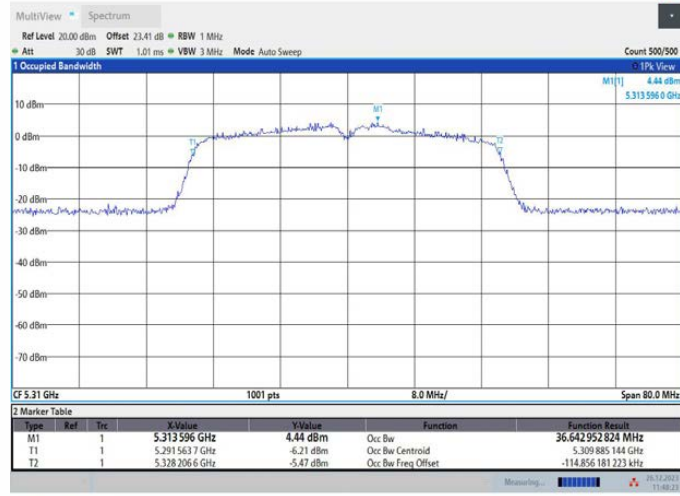 MultiView Spectrum
Ref Level 20.00 dBm Offset 23.41 dB RBW 1 MHz
Att 30 dB SWT 1.01 ms VBW 3 MHz Mode Auto Sweep Count 500/500
1 Occupied Bandwidth 1Pk View
M1[1] 4.44 dBm
5.313 596 0 GHz
M1
10 dBm
0 dBm
T1 T2
-10 dBm
-20 dBm
-30 dBm
-40 dBm
-50 dBm
-60 dBm
-70 dBm
CF 5.31 GHz 1001 pts 8.0 MHz/ Span 80.0 MHz
2 Marker Table
Type Ref Trc X-Value Y-Value Function Function Result
M1 1 5.313 596 GHz 4.44 dBm Occ Bw 36.642 952 824 MHz
T1 1 5.291 563 7 GHz -6.21 dBm Occ Bw Centroid 5.309 885 144 GHz
T2 1 5.328 206 6 GHz -5.47 dBm Occ Bw Freq Offset -114.856 181 223 kHz
Measuring... 20.12.2023
11:48:23